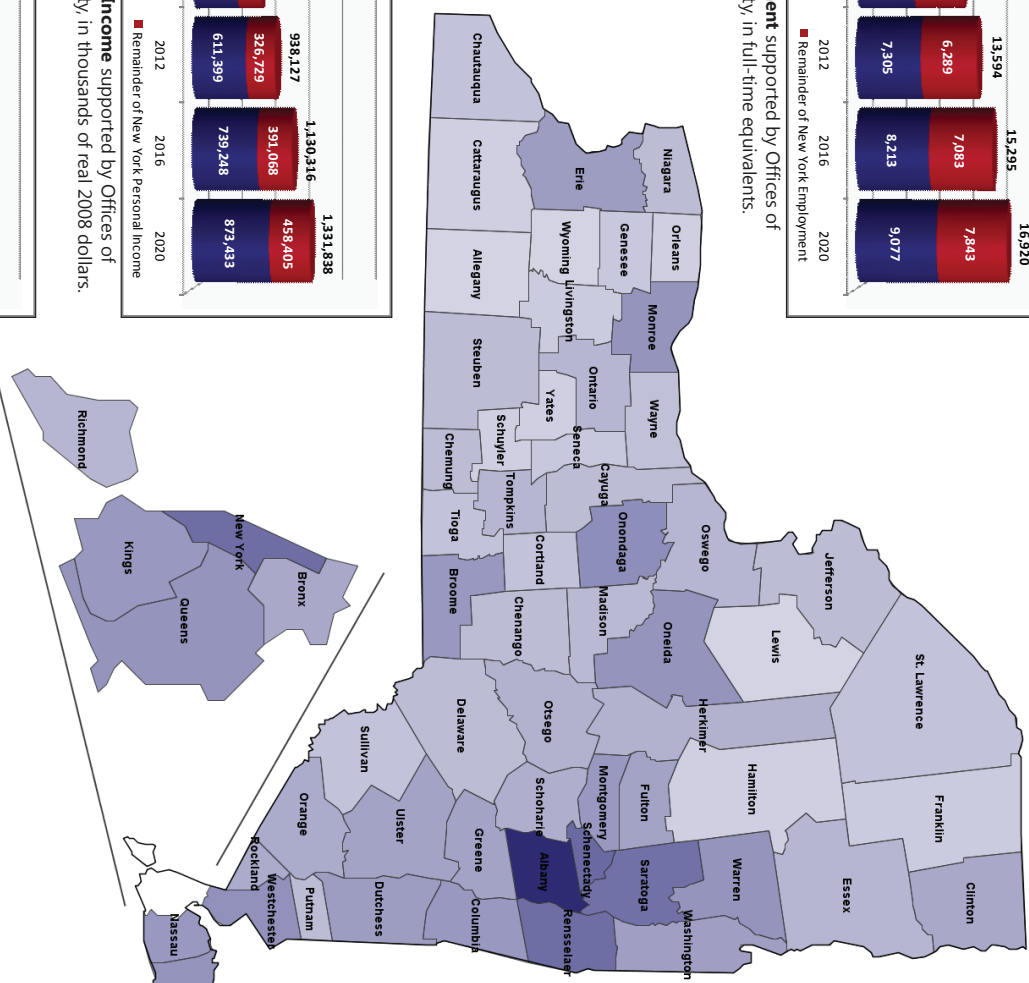 16,920
15,295
13,594
6,289 7,083 7,843
7,305 8,213 9,077
2012 2016 2020
Remainder of New York Employment
ent supported by Offices of
y, in full-time equivalents.
Clinton
Franklin
St. Lawrence
Essex
Jefferson
Lewis
Hamilton
Warren
Oswego
Herkimer
Washington
Orleans
Niagara
Monroe
Wayne
Oneida
Fulton
Saratoga
Genesee
Onondaga
Cayuga
Madison
Montgomery
Ontario
Schenectady
Erie
Seneca
Wyoming
Livingston
Rensselaer
Yates
Otsego
Cortland
Schoharie
Albany
Chenango
Tompkins
Schuyler
Chautauqua
Cattaraugus
Allegany
Steuben
Greene
Columbia
Delaware
Tioga
Chemung
Broome
Ulster
Dutchess
Sullivan
Putnam
Orange
Westchester
Rockland
Nassau
1,331,838
1,130,316
938,127
326,729 391,068 458,405
611,399 739,248 873,433
2012 2016 2020
Remainder of New York Personal Income
Income supported by Offices of
ty, in thousands of real 2008 dollars.
Bronx
New York
Queens
Kings
Richmond